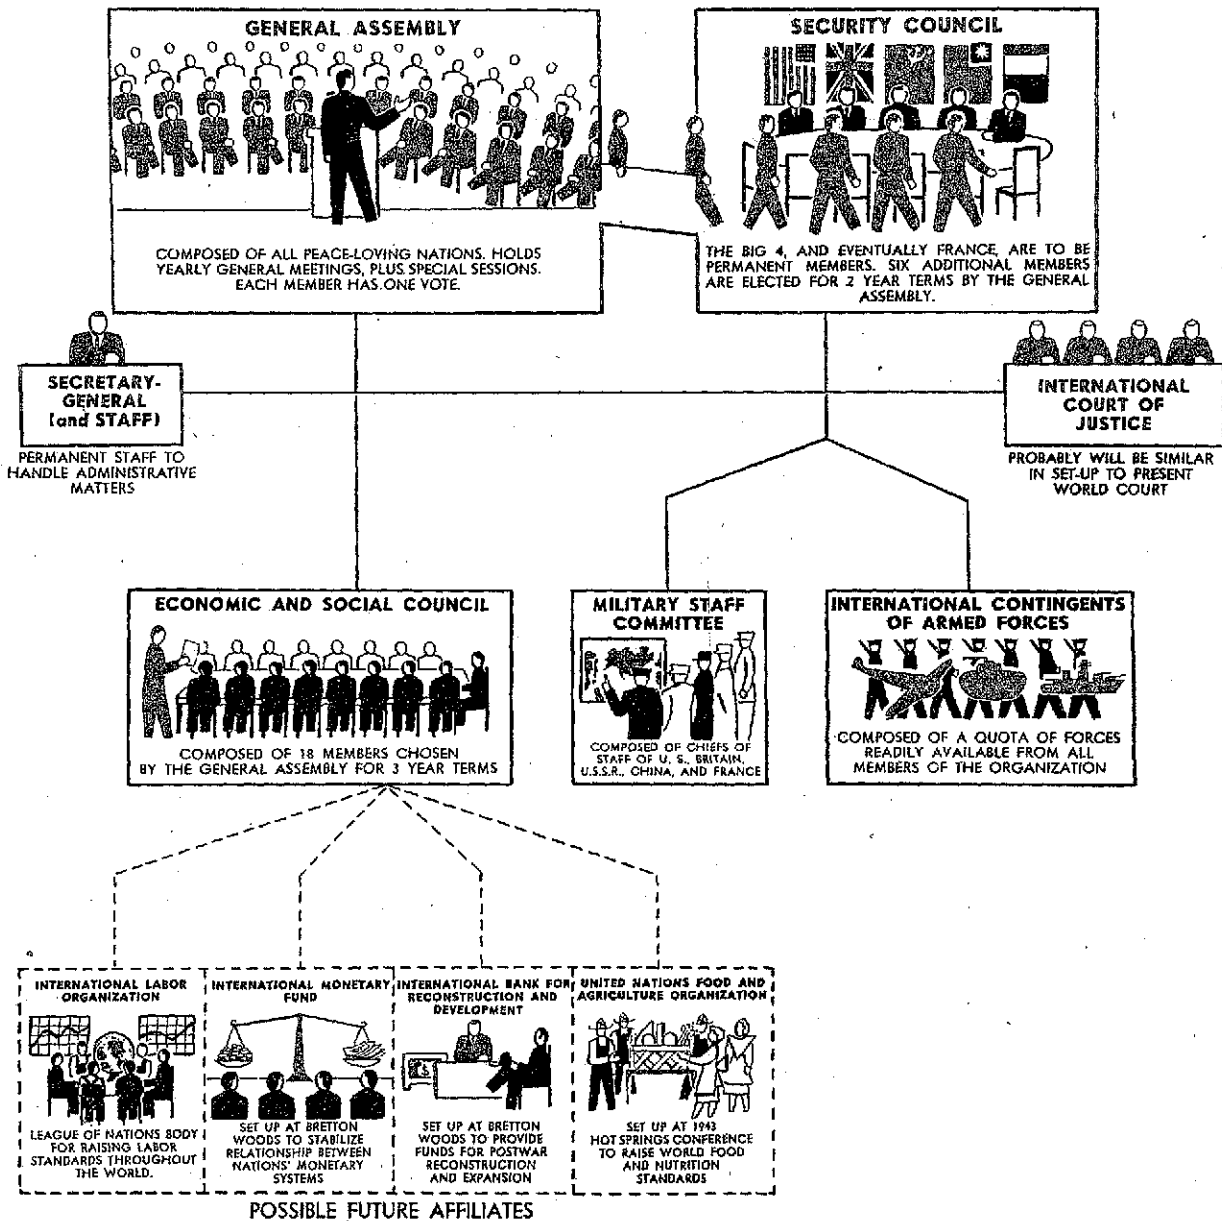 GENERAL ASSEMBLY
COMPOSED OF ALL PEACE-LOVING NATIONS. HOLDS
YEARLY GENERAL MEETINGS, PLUS SPECIAL SESSIONS.
EACH MEMBER HAS ONE VOTE.
SECURITY COUNCIL
THE BIG 4, AND EVENTUALLY FRANCE, ARE TO BE
PERMANENT MEMBERS. SIX ADDITIONAL MEMBERS
ARE ELECTED FOR 2 YEAR TERMS BY THE GENERAL
ASSEMBLY.
SECRETARY-
GENERAL
(and STAFF)
PERMANENT STAFF TO
HANDLE ADMINISTRATIVE
MATTERS
INTERNATIONAL
COURT OF
JUSTICE
PROBABLY WILL BE SIMILAR
IN SET-UP TO PRESENT
WORLD COURT
ECONOMIC AND SOCIAL COUNCIL
COMPOSED OF 18 MEMBERS CHOSEN
BY THE GENERAL ASSEMBLY FOR 3 YEAR TERMS
MILITARY STAFF
COMMITTEE
COMPOSED OF CHIEFS OF
STAFF OF U. S., BRITAIN,
U.S.S.R., CHINA, AND FRANCE
INTERNATIONAL CONTINGENTS
OF ARMED FORCES
COMPOSED OF A QUOTA OF FORCES
READILY AVAILABLE FROM ALL
MEMBERS OF THE ORGANIZATION
INTERNATIONAL LABOR
ORGANIZATION
LEAGUE OF NATIONS BODY
FOR RAISING LABOR
STANDARDS THROUGHOUT
THE WORLD.
INTERNATIONAL MONETARY
FUND
SET UP AT BRETTON
WOODS TO STABILIZE
RELATIONSHIP BETWEEN
NATIONS' MONETARY
SYSTEMS
INTERNATIONAL BANK FOR
RECONSTRUCTION AND
DEVELOPMENT
SET UP AT BRETTON
WOODS TO PROVIDE
FUNDS FOR POSTWAR
RECONSTRUCTION
AND EXPANSION
UNITED NATIONS FOOD AND
AGRICULTURE ORGANIZATION
SET UP AT 1943
HOT SPRINGS CONFERENCE
TO RAISE WORLD FOOD
AND NUTRITION
STANDARDS
POSSIBLE FUTURE AFFILIATES